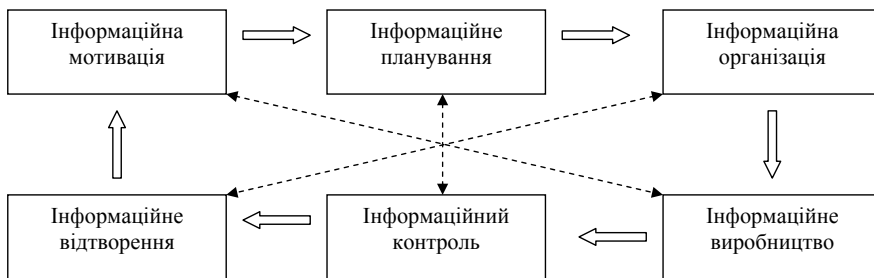 Інформаційна
мотивація
Інформаційне
планування
Інформаційна
організація
Інформаційне
відтворення
Інформаційний
контроль
Інформаційне
виробництво